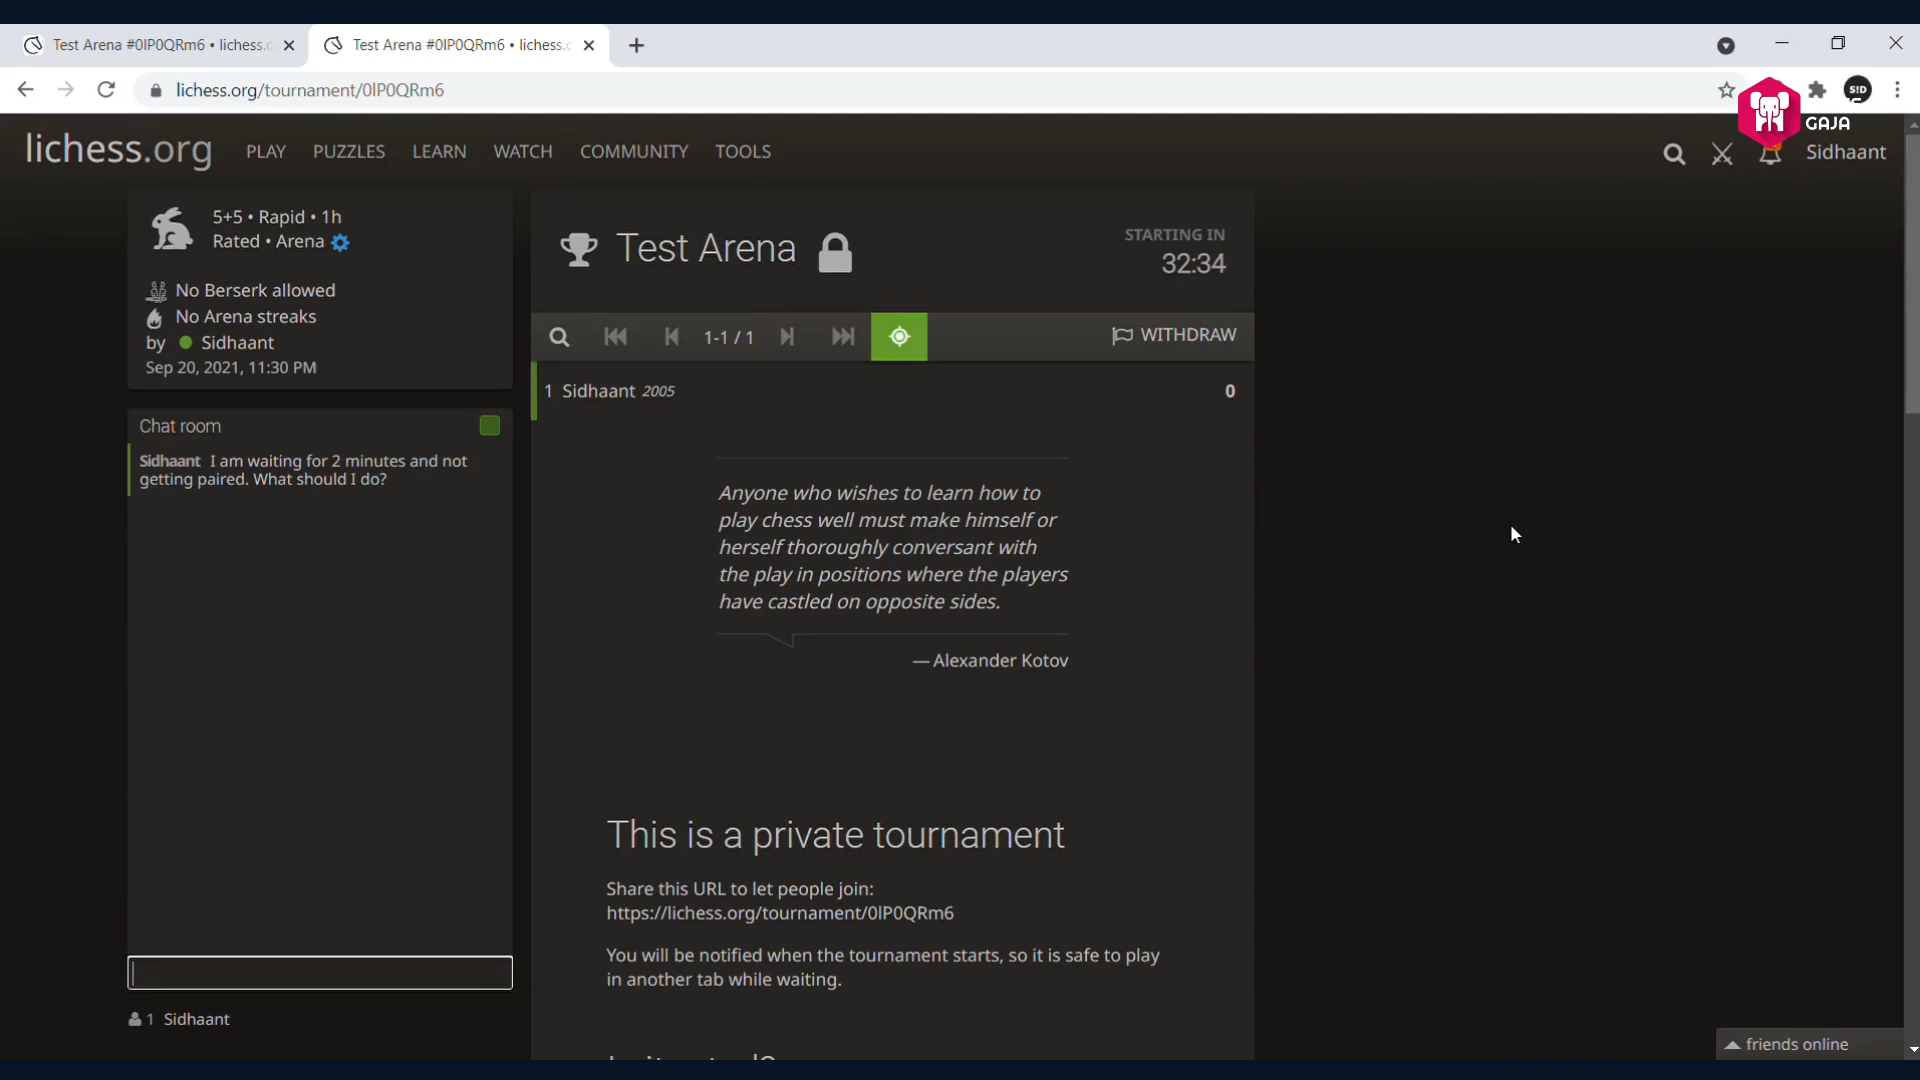 Test Arena #0lP0QRm6 • lichess.o
Test Arena #0lP0QRm6 • lichess.o
lichess.org/tournament/0lP0QRm6
S!D
GAJA
lichess.org
PLAY
PUZZLES
LEARN
WATCH
COMMUNITY
TOOLS
Sidhaant
5+5 • Rapid • 1h
Rated • Arena
No Berserk allowed
No Arena streaks
by Sidhaant
Sep 20, 2021, 11:30 PM
Chat room
Sidhaant I am waiting for 2 minutes and not
getting paired. What should I do?
1 Sidhaant
Test Arena
STARTING IN
32:34
1-1 / 1
WITHDRAW
1 Sidhaant 2005 0
Anyone who wishes to learn how to
play chess well must make himself or
herself thoroughly conversant with
the play in positions where the players
have castled on opposite sides.
— Alexander Kotov
This is a private tournament
Share this URL to let people join:
https://lichess.org/tournament/0lP0QRm6
You will be notified when the tournament starts, so it is safe to play
in another tab while waiting.
friends online